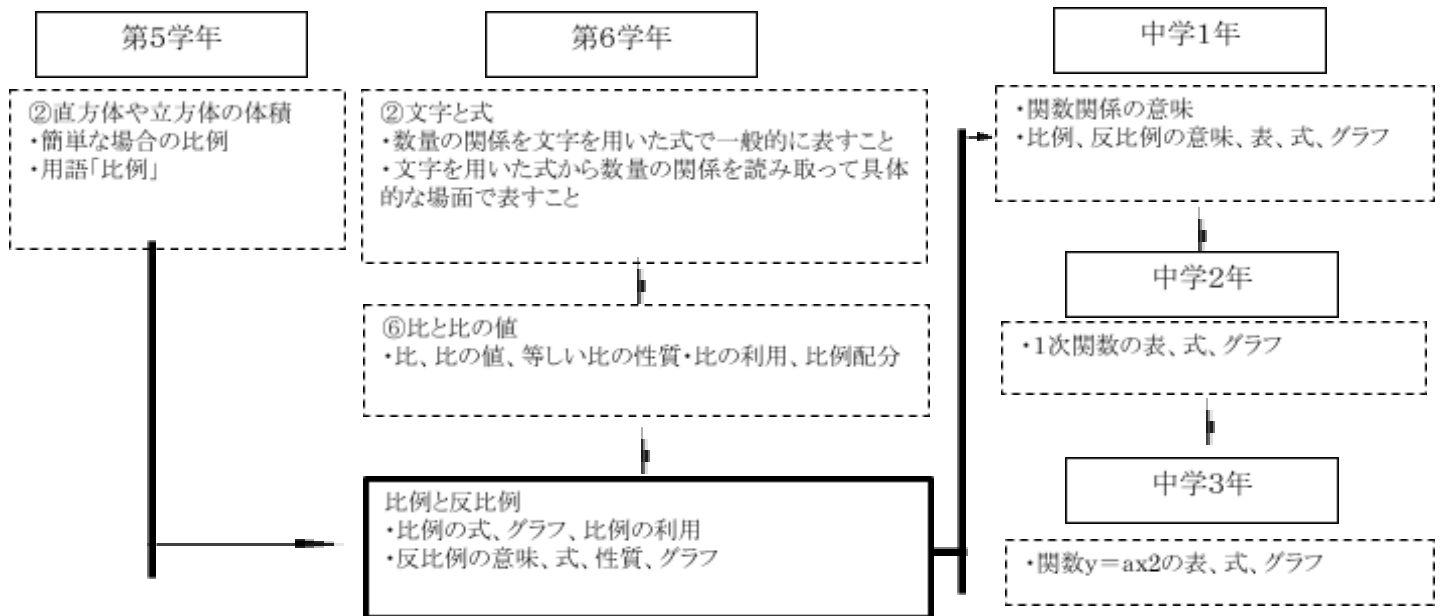 第5学年
②直方体や立方体の体積
・簡単な場合の比例
・用語「比例」
第6学年
②文字と式
・数量の関係を文字を用いた式で一般的に表すこと
・文字を用いた式から数量の関係を読み取って具体
的な場面で表すこと
⑥比と比の値
・比、比の値、等しい比の性質・比の利用、比例配分
比例と反比例
・比例の式、グラフ、比例の利用
・反比例の意味、式、性質、グラフ
中学1年
・関数関係の意味
・比例、反比例の意味、表、式、グラフ
中学2年
・1次関数の表、式、グラフ
中学3年
・関数y＝ax2の表、式、グラフ